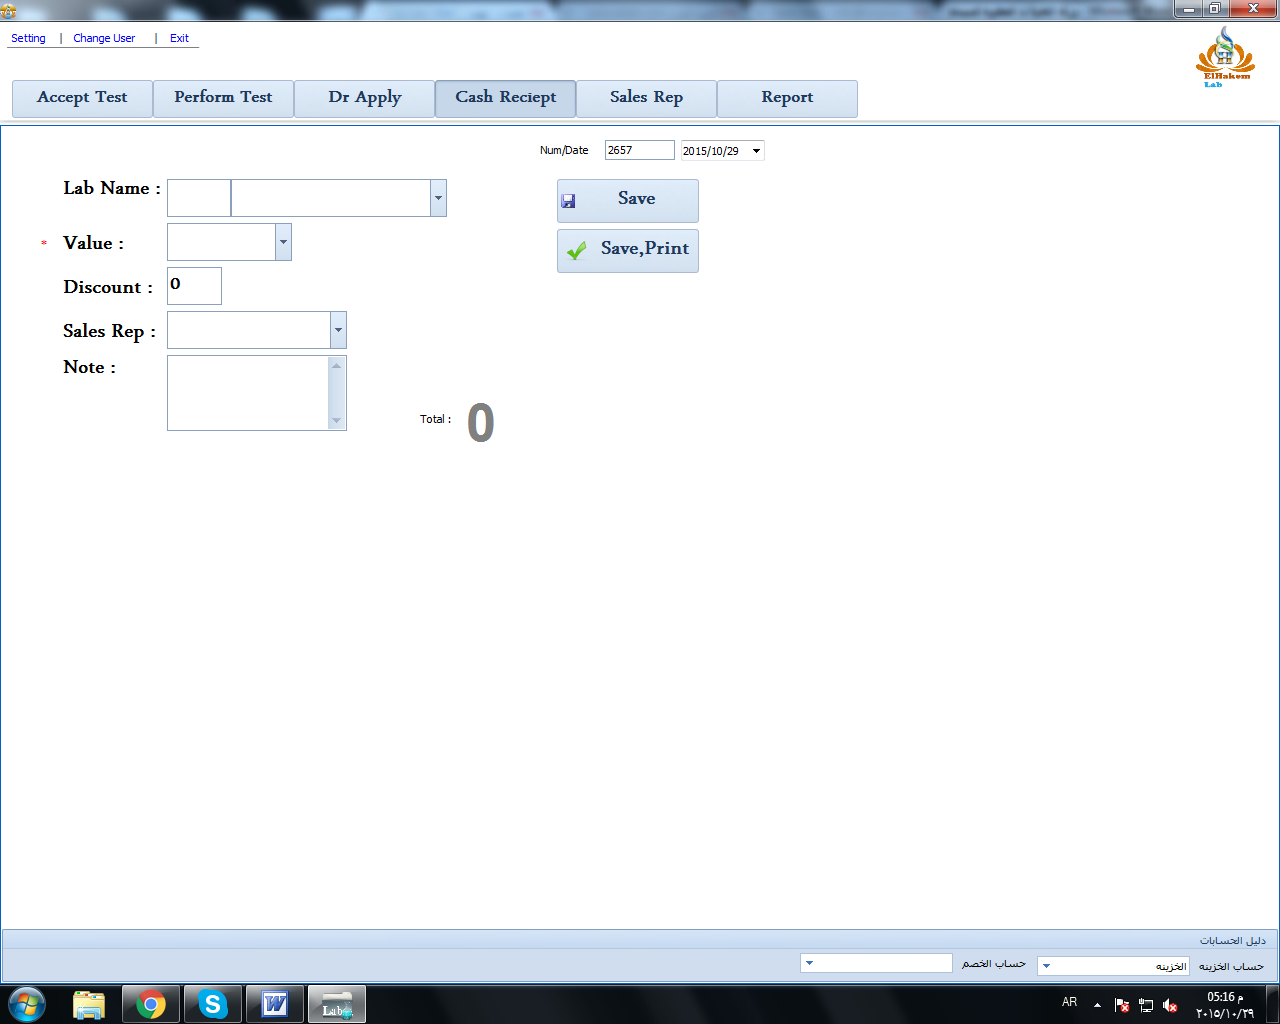 Setting | Change User | Exit
ElHakem
Lab
Accept Test Perform Test Dr Apply Cash Reciept Sales Rep Report
Num/Date 2657 2015/10/29
Lab Name :
Save
* Value :
Save,Print
Discount : 0
Sales Rep :
Note :
Total : 0
دليل الحسابات
حساب الخزينه الخزينه حساب الخصم
Lab
AR
05:16 م
٢٠١٥/١٠/٢٩